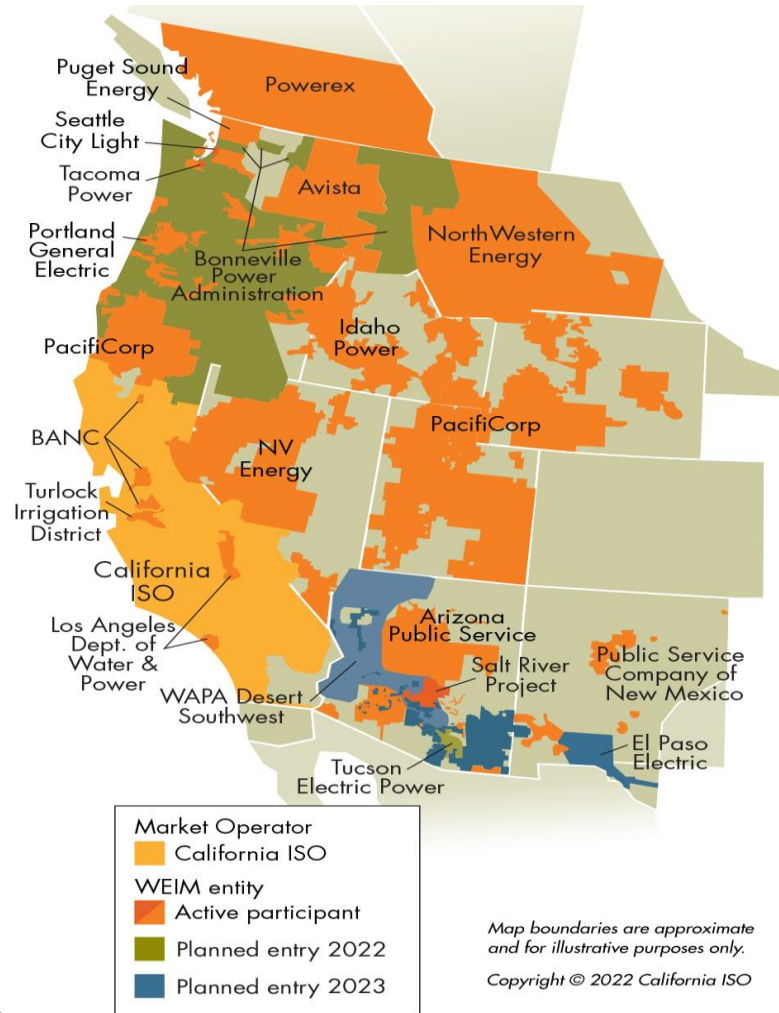 Puget Sound
Energy
Powerex
Seattle
City Light
Tacoma
Power
Avista
Portland
General
Electric
NorthWestern
Energy
Bonneville
Power
Administration
Idaho
Power
PacifiCorp
PacifiCorp
BANC
NV
Energy
Turlock
Irrigation
District
California
ISO
Los Angeles
Dept. of
Water &
Power
Arizona
Public Service
Salt River
Project
Public Service
Company of
New Mexico
WAPA Desert
Southwest
El Paso
Electric
Tucson
Electric Power
Market Operator
California ISO
WEIM entity
Active participant
Planned entry 2022
Planned entry 2023
Map boundaries are approximate
and for illustrative purposes only.
Copyright © 2022 California ISO